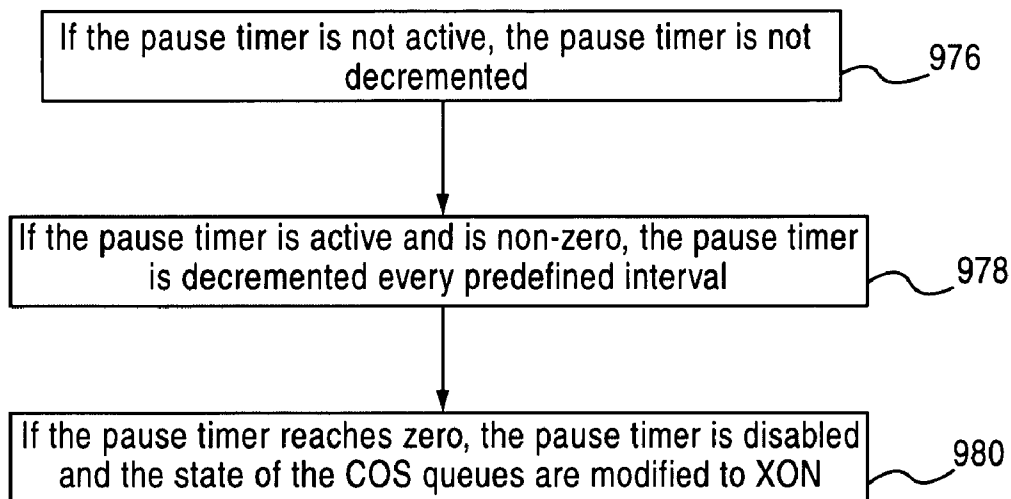 If the pause timer is not active, the pause timer is not
decremented
976
If the pause timer is active and is non-zero, the pause timer
is decremented every predefined interval
978
If the pause timer reaches zero, the pause timer is disabled
and the state of the COS queues are modified to XON
980